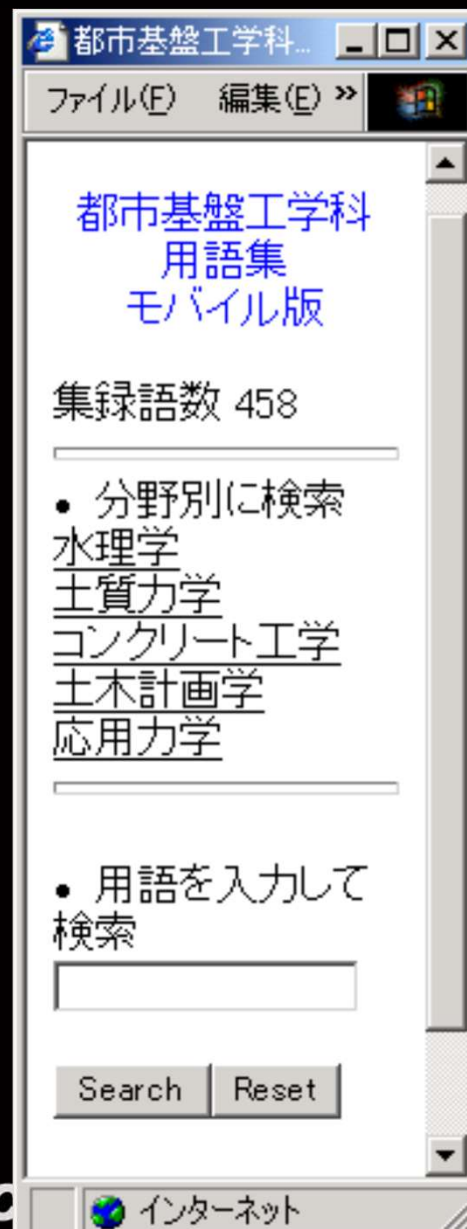 都市基盤工学科...
ファイル(F) 編集(E) »
都市基盤工学科
用語集
モバイル版
集録語数 458
• 分野別に検索
水理学
土質力学
コンクリート工学
土木計画学
応用力学
• 用語を入力して
検索
Search Reset
インターネット